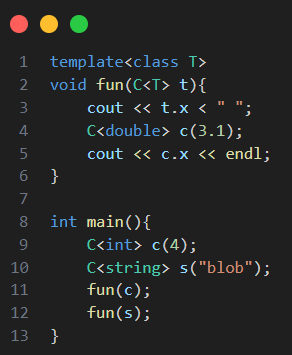 1 template<class T>
2 void fun(C<T> t){
3     cout << t.x < " ";
4     C<double> c(3.1);
5     cout << c.x << endl;
6 }
7
8 int main(){
9     C<int> c(4);
10     C<string> s("blob");
11     fun(c);
12     fun(s);
13 }